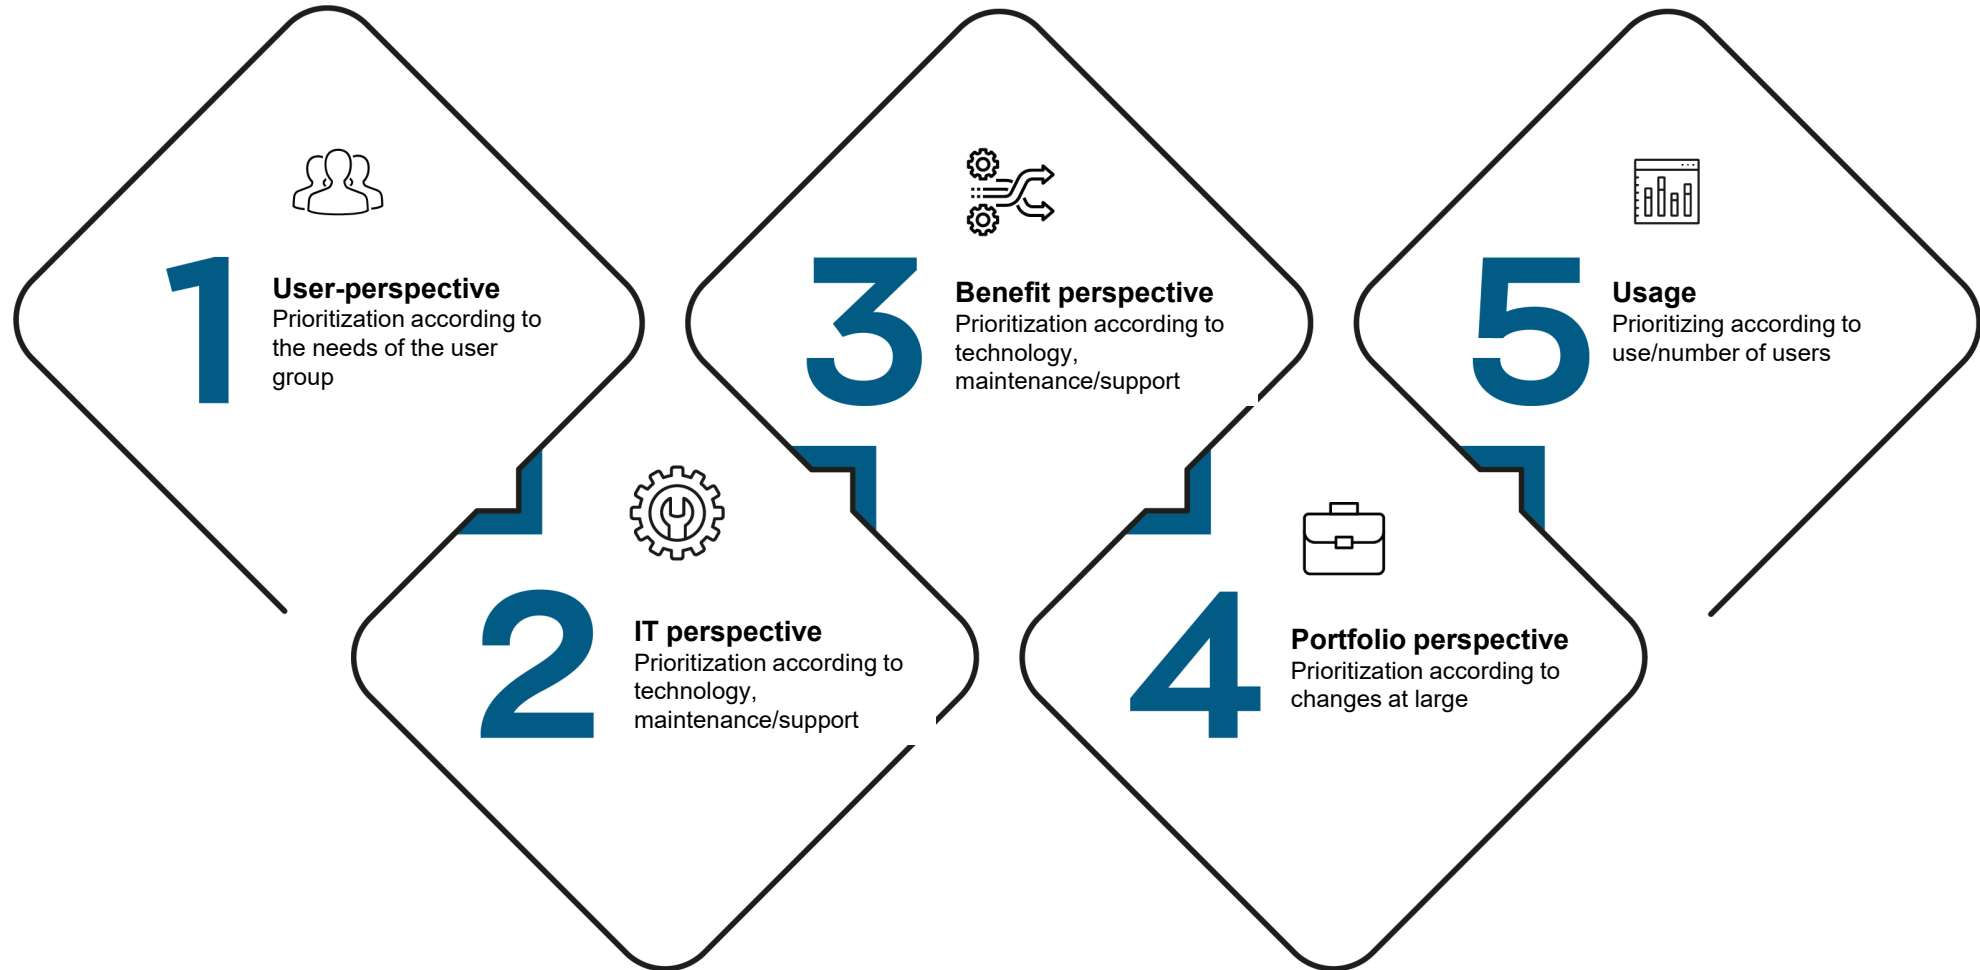 1
User-perspective
Prioritization according to
the needs of the user
group
2
IT perspective
Prioritization according to
technology,
maintenance/support
3
Benefit perspective
Prioritization according to
technology,
maintenance/support
4
Portfolio perspective
Prioritization according to
changes at large
5
Usage
Prioritizing according to
use/number of users